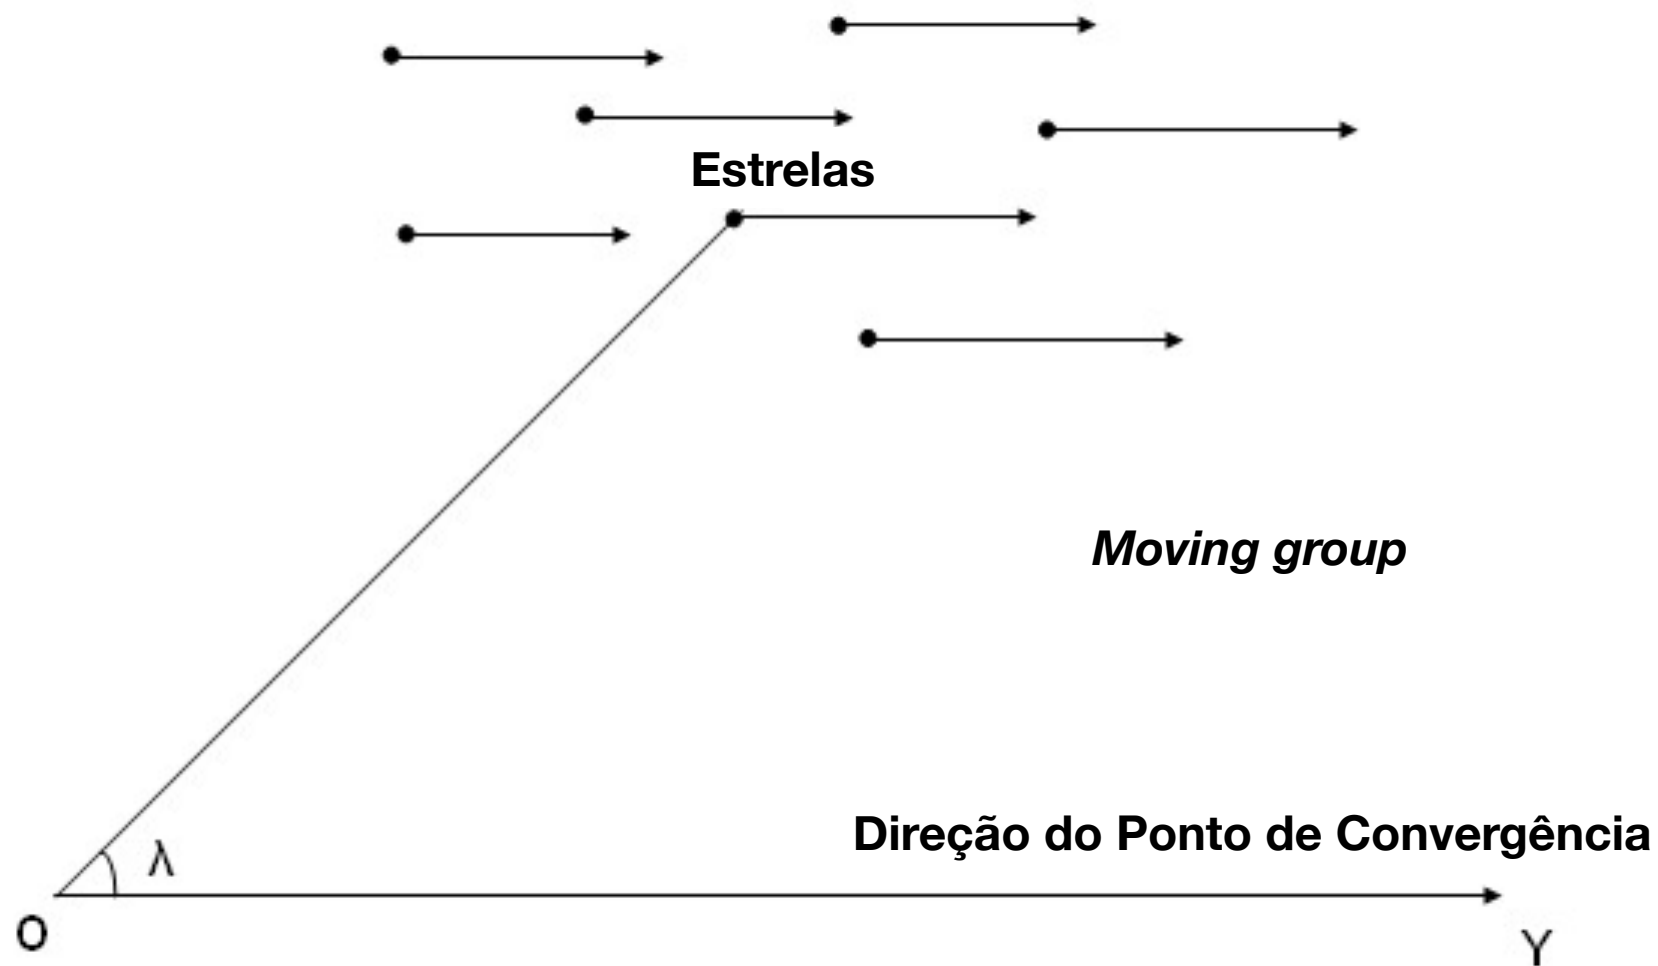 Estrelas
Moving group
Direção do Ponto de Convergência
λ
O
Y